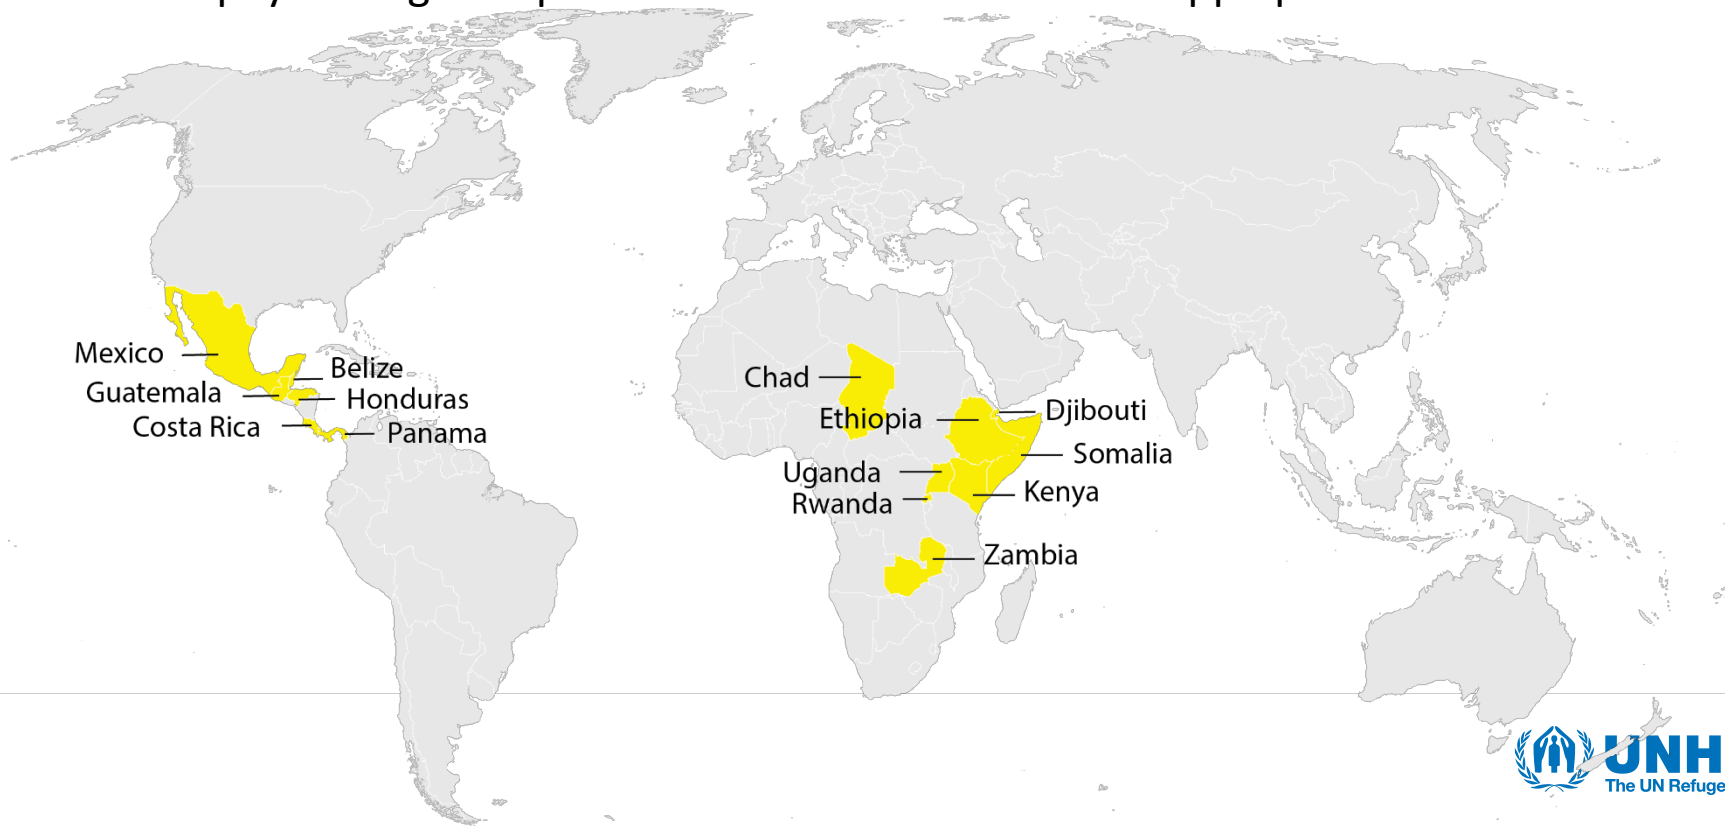 Mexico
Belize
Guatemala
Honduras
Costa Rica
Panama
Chad
Ethiopia
Djibouti
Somalia
Uganda
Kenya
Rwanda
Zambia
UNH
The UN Refuge